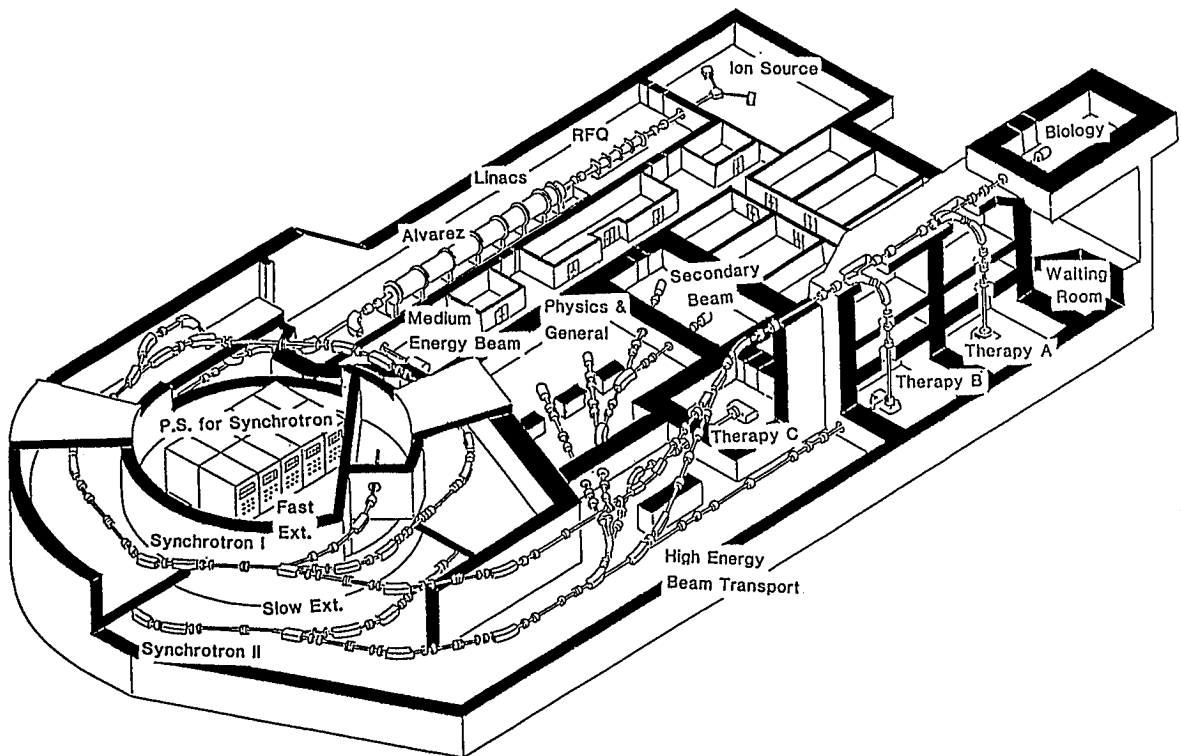 Ion Source
RFQ
Biology
Linacs
Alvarez
Secondary
Beam
Waiting
Room
Physics &
General
Medium
Energy Beam
Therapy A
Therapy B
P.S. for Synchrotron
Therapy C
Fast
Ext.
Synchrotron I
High Energy
Beam Transport
Slow Ext.
Synchrotron II